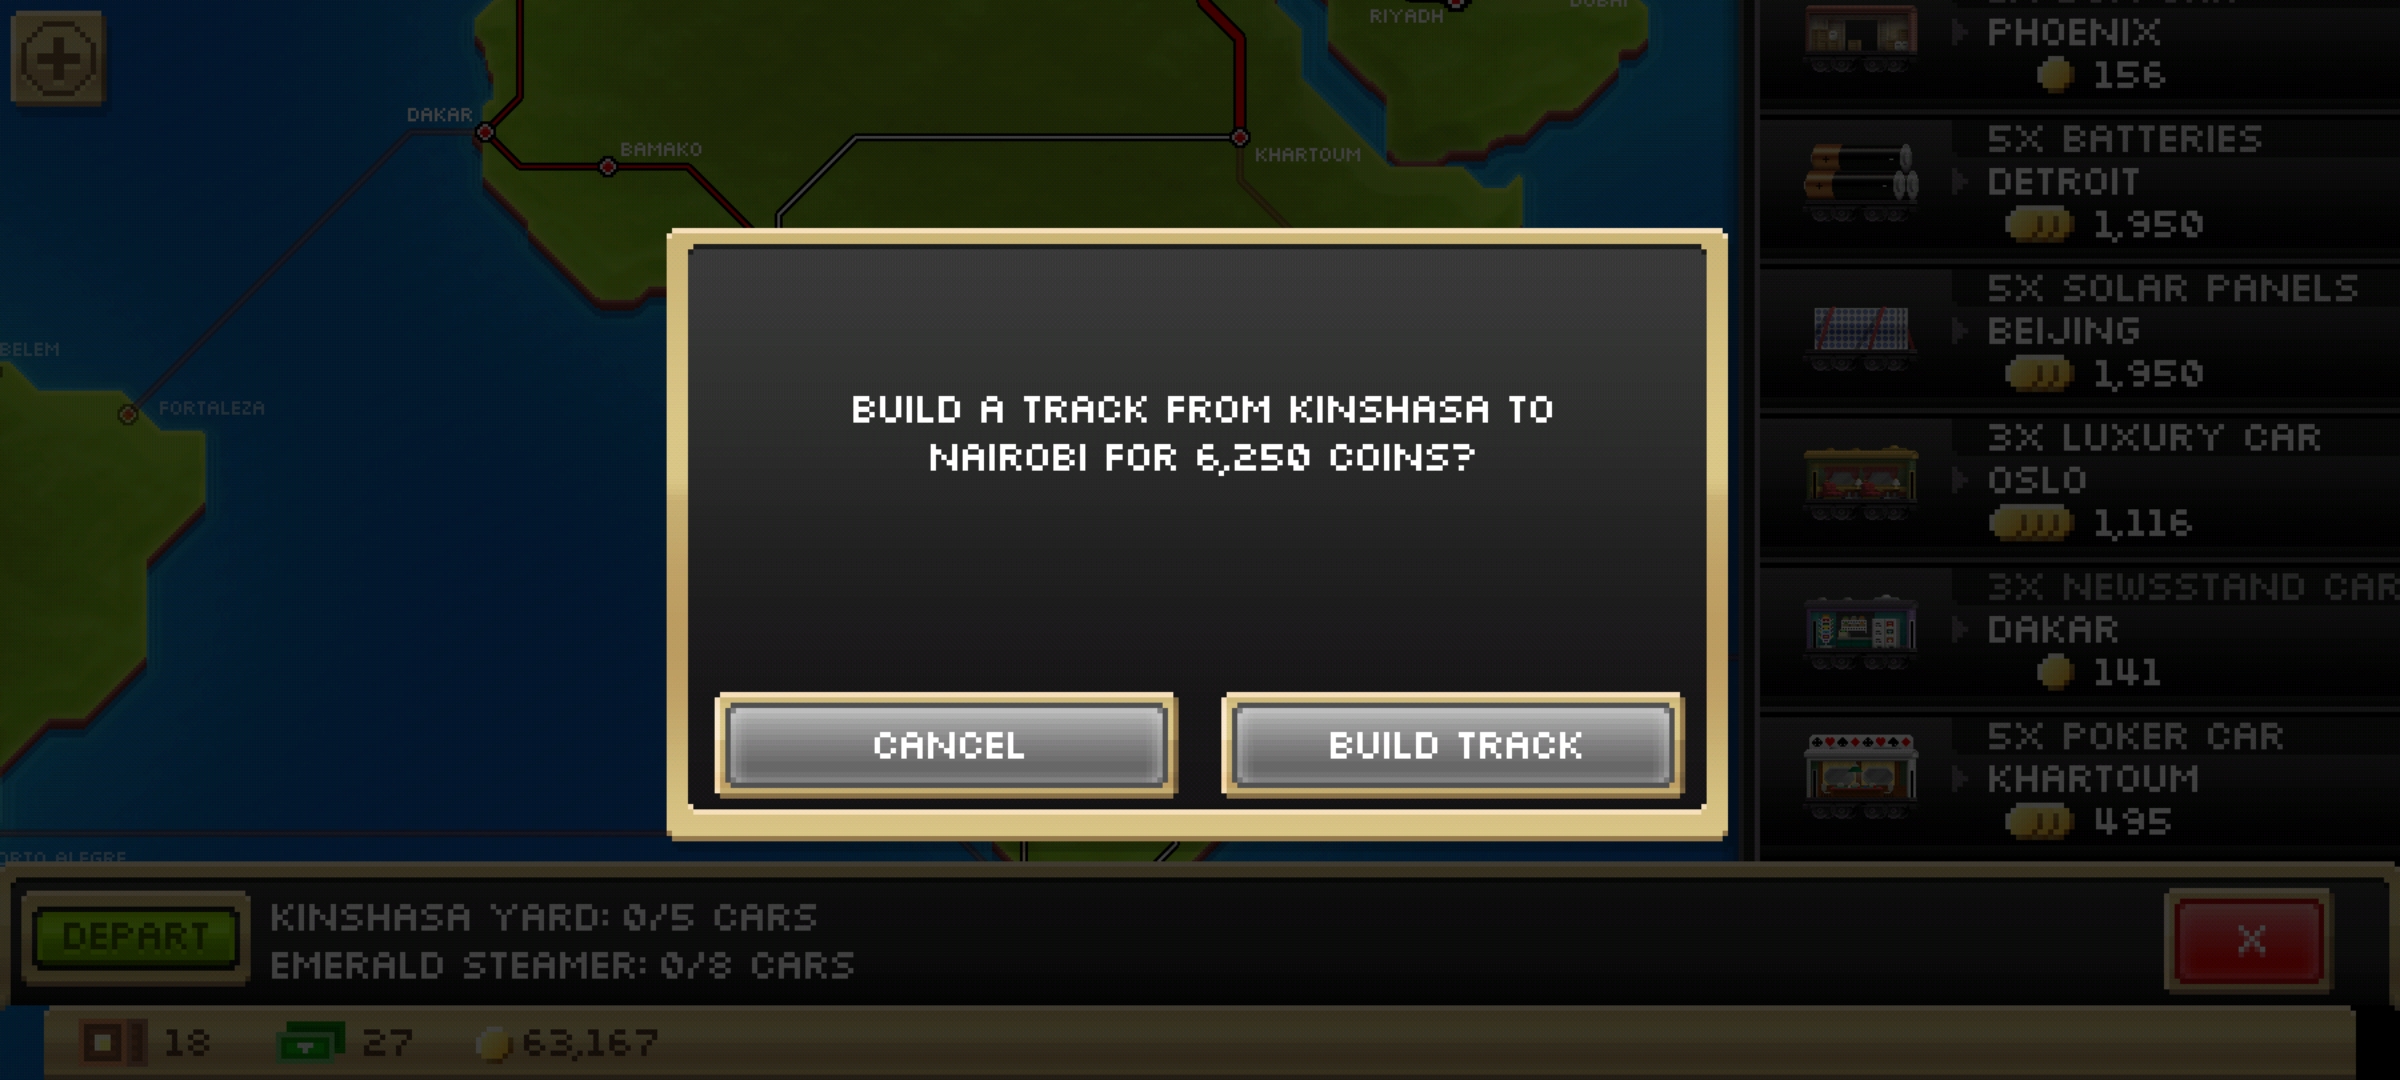 RIYADH
DAKAR
BAMAKO
KHARTOUM
BELEM
FORTALEZA
BUILD A TRACK FROM KINSHASA TO
NAIROBI FOR 6,250 COINS?
CANCEL
BUILD TRACK
PHOENIX
156
5X BATTERIES
DETROIT
1,950
5X SOLAR PANELS
BEIJING
1,950
3X LUXURY CAR
OSLO
1,116
3X NEWSSTAND CAR
DAKAR
141
5X POKER CAR
KHARTOUM
495
DEPART
KINSHASA YARD: 0/5 CARS
EMERALD STEAMER: 0/8 CARS
X
18
27
63,167